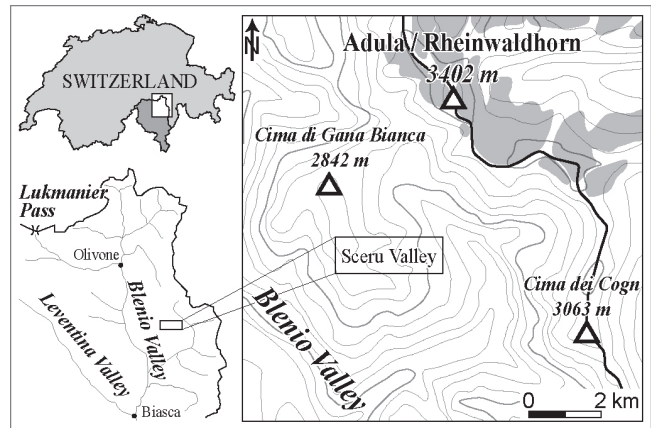 SWITZERLAND
Lukmanier
Pass
Olivone
Blenio Valley
Leventina Valley
Biasca
N
Adula / Rheinwaldhorn
3402 m
Cima di Gana Bianca
2842 m
Sceru Valley
Blenio Valley
Cima dei Cogn
3063 m
0 2 km